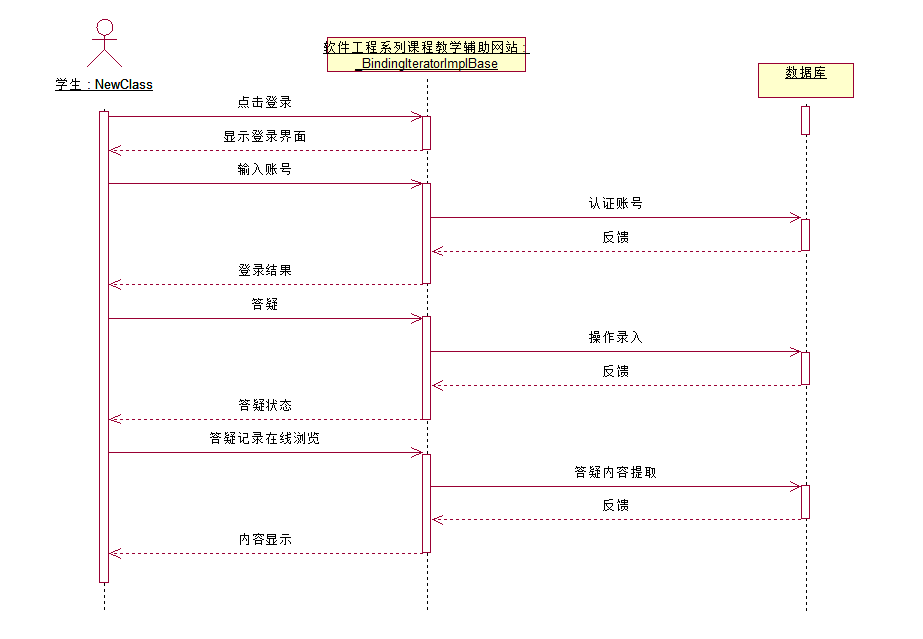 软件工程系列课程教学辅助网站 :
_BindingIteratorImplBase
学生 : NewClass
数据库
点击登录
显示登录界面
输入账号
认证账号
反馈
登录结果
答疑
操作录入
反馈
答疑状态
答疑记录在线浏览
答疑内容提取
反馈
内容显示